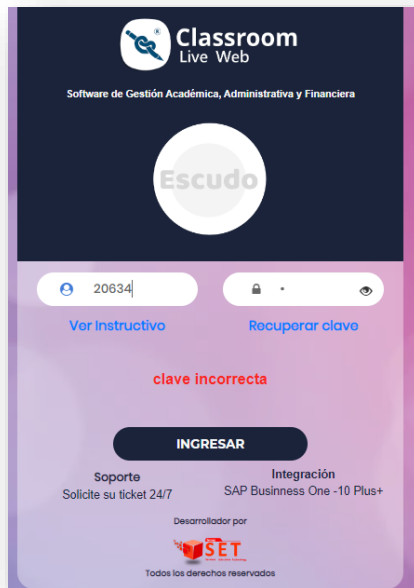 Classroom
Live Web
Software de Gestión Académica, Administrativa y Financiera
Escudo
20634
Ver Instructivo
Recuperar clave
clave incorrecta
INGRESAR
Soporte
Solicite su ticket 24/7
Integración
SAP Businness One -10 Plus+
Desarrollador por
SET
Todos los derechos reservados